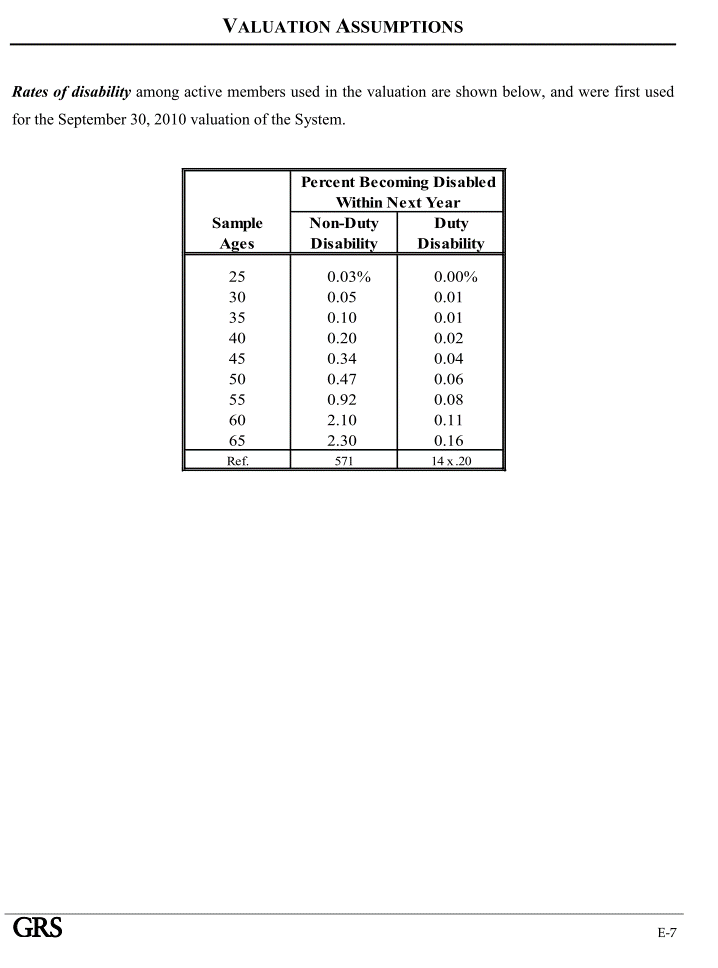 VALUATION ASSUMPTIONS
Rates of disability among active members used in the valuation are shown below, and were first used
for the September 30, 2010 valuation of the System.
Percent Becoming Disabled
Within Next Year
Sample Non-Duty Duty
Ages Disability Disability
25 0.03% 0.00%
30 0.05 0.01
35 0.10 0.01
40 0.20 0.02
45 0.34 0.04
50 0.47 0.06
55 0.92 0.08
60 2.10 0.11
65 2.30 0.16
Ref. 571 14 x .20
GRS E-7